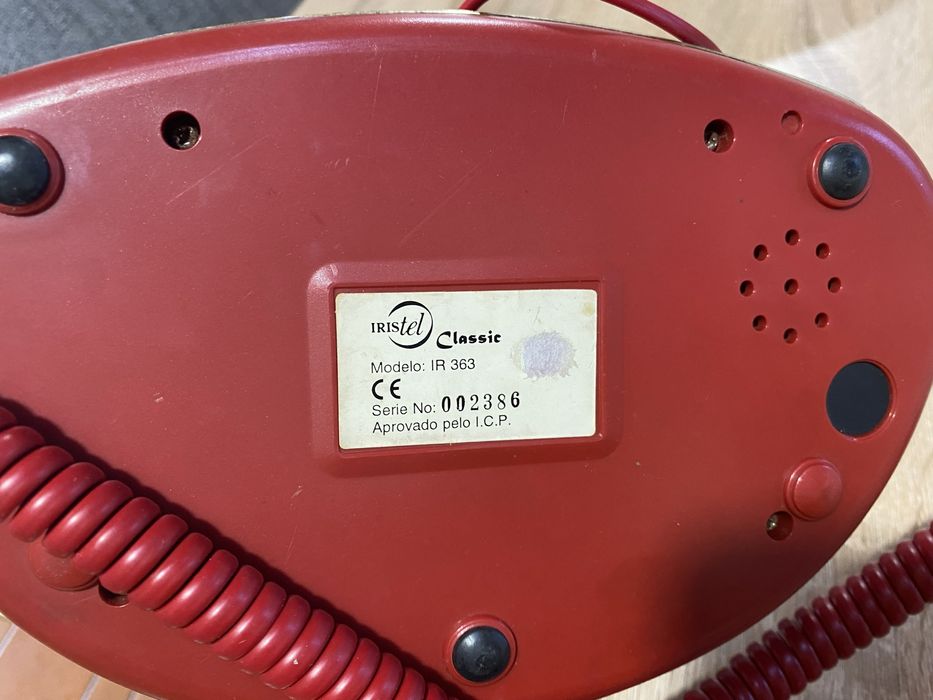 IRIStel
Classic
Modelo: IR 363
CE
Serie No: 002386
Aprovado pelo I.C.P.